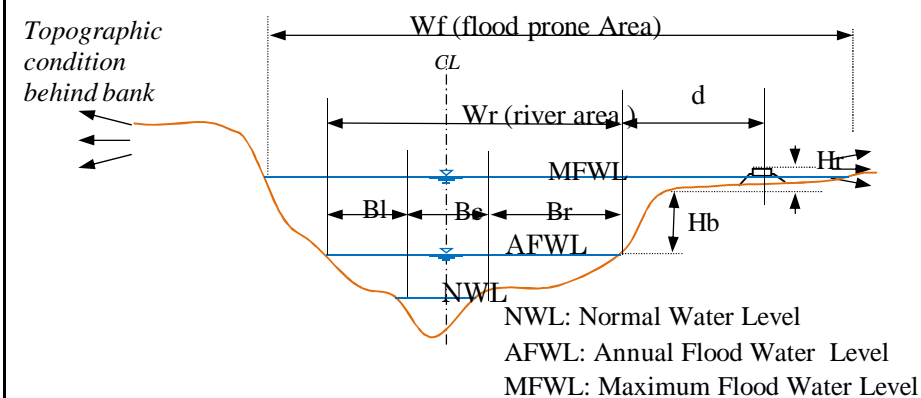 Topographic
condition
behind bank
Wf (flood prone Area)
CL
d
Wr (river area )
Hr
MFWL
Bl
Bc
Br
Hb
AFWL
NWL
NWL: Normal Water Level
AFWL: Annual Flood Water Level
MFWL: Maximum Flood Water Level